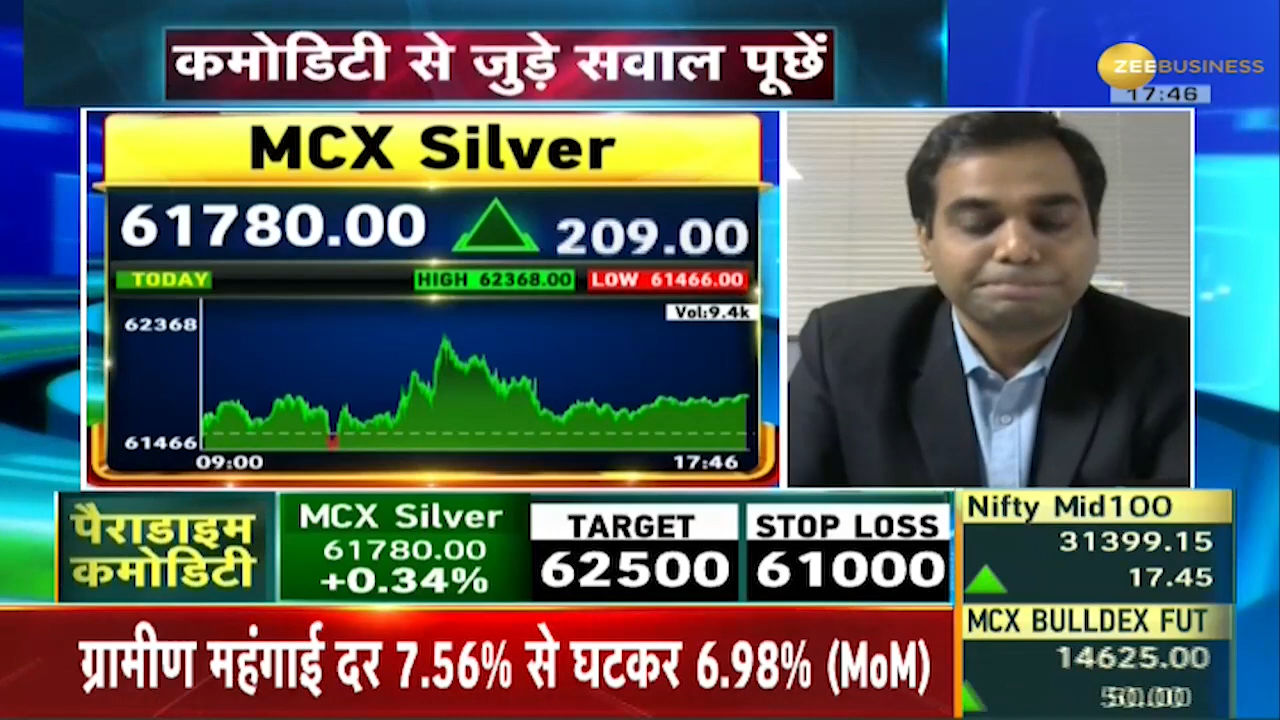 कमोडिटी से जुड़े सवाल पूछें
ZEEBUSINESS
17:46
MCX Silver
61780.00 209.00
TODAY HIGH 62368.00 LOW 61466.00
Vol:9.4k
62368
61466
09:00 17:46
पैराडाइम
कमोडिटी
MCX Silver
61780.00
+0.34%
TARGET
62500
STOP LOSS
61000
Nifty Mid100
31399.15
17.45
MCX BULLDEX FUT
14625.00
50.00
ग्रामीण महंगाई दर 7.56% से घटकर 6.98% (MoM)